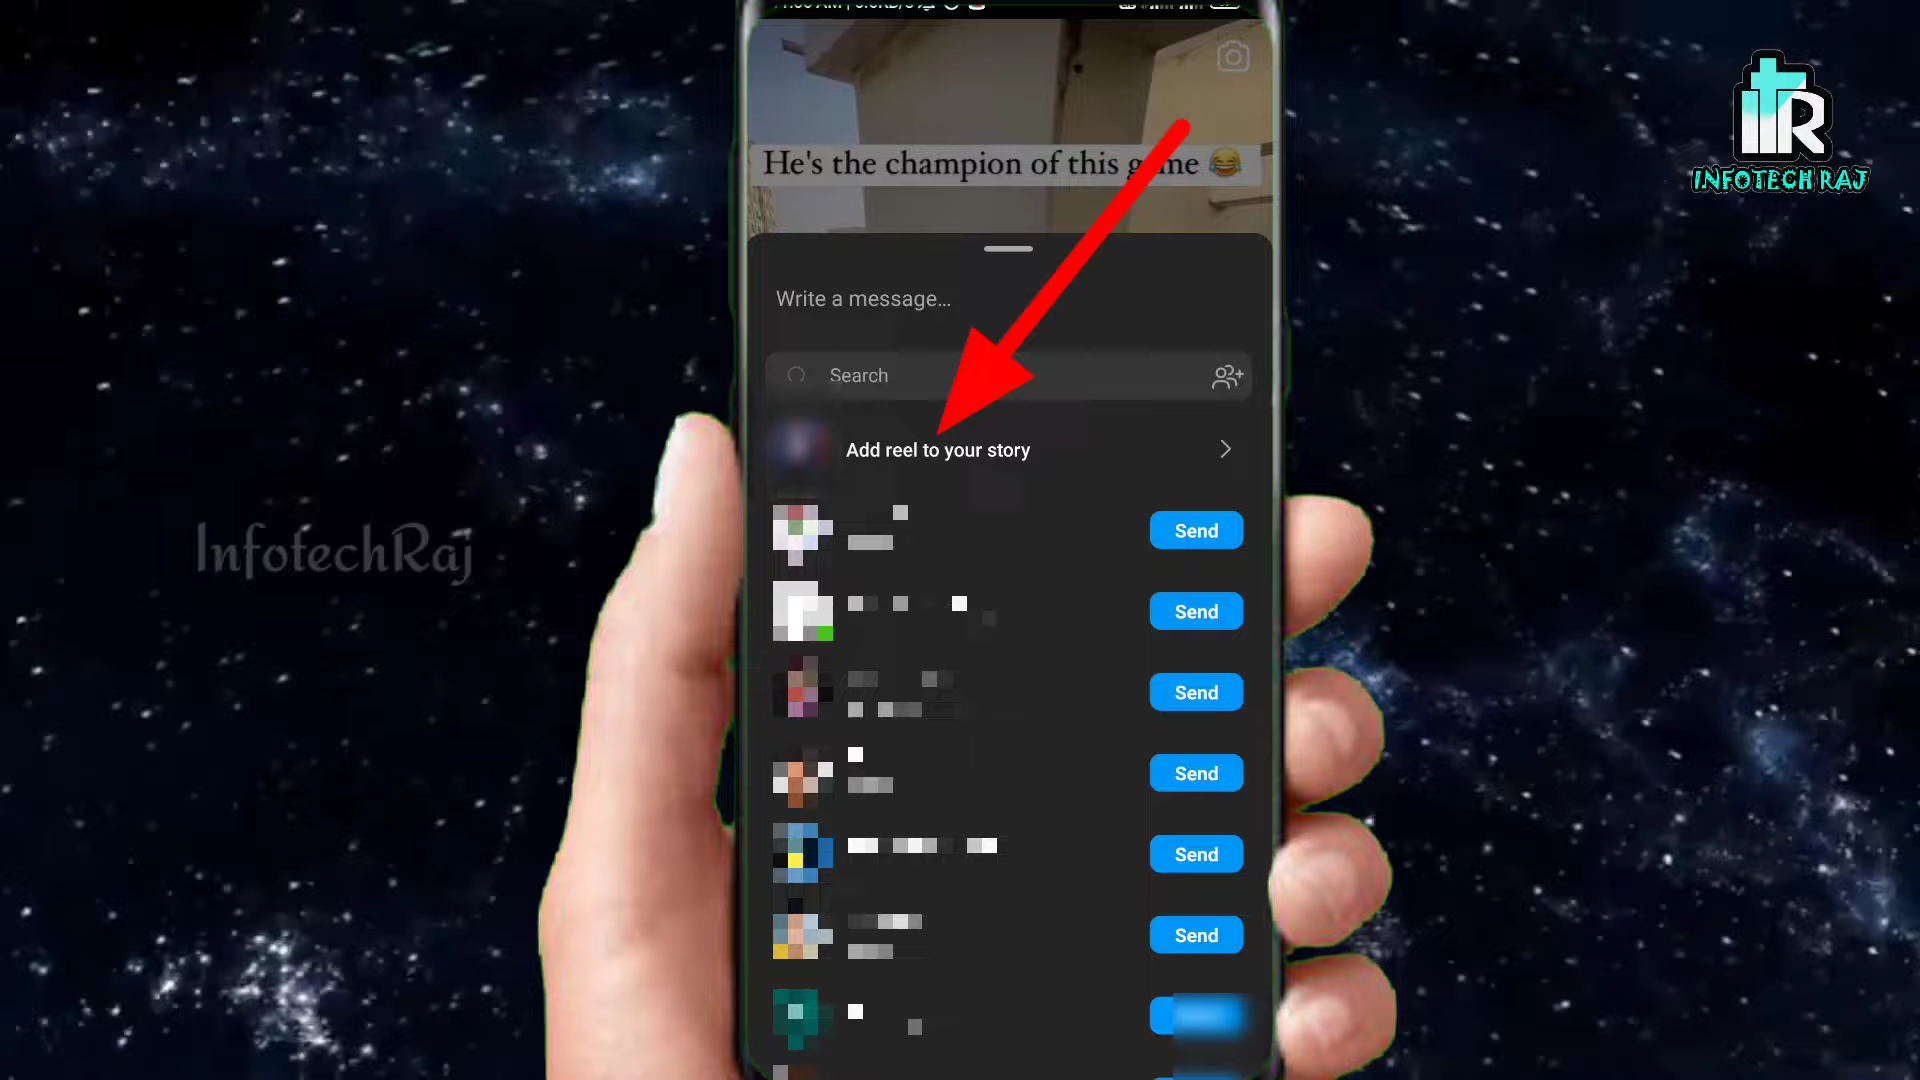 He's the champion of this game 😂
Write a message...
Search
Add reel to your story
Send
Send
Send
Send
Send
Send
InfotechRaj
ITR
INFOTECH RAJ